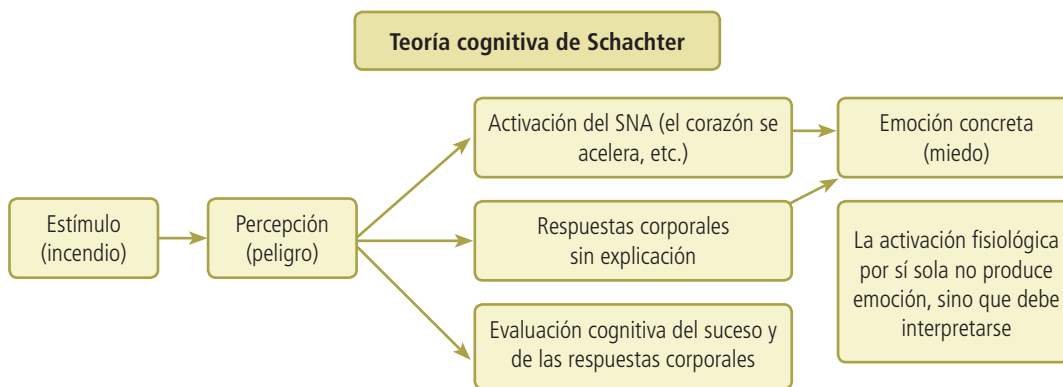 Teoría cognitiva de Schachter
Activación del SNA (el corazón se
acelera, etc.)
Emoción concreta
(miedo)
Estímulo
(incendio)
Percepción
(peligro)
Respuestas corporales
sin explicación
La activación fisiológica
por sí sola no produce
emoción, sino que debe
interpretarse
Evaluación cognitiva del suceso y
de las respuestas corporales